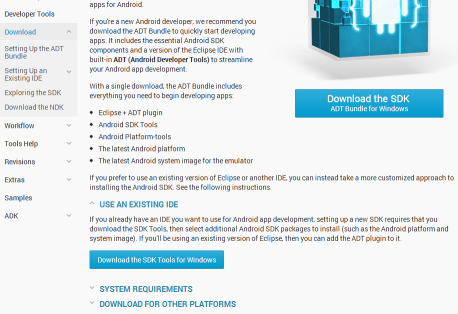 Developer Tools
Download
Setting Up the ADT
Bundle
Setting Up an
Existing IDE
Exploring the SDK
Download the NDK
Workflow
Tools Help
Revisions
Extras
Samples
ADK
apps for Android.
If you're a new Android developer, we recommend you
download the ADT Bundle to quickly start developing
apps. It includes the essential Android SDK
components and a version of the Eclipse IDE with
built-in ADT (Android Developer Tools) to streamline
your Android app development.
With a single download, the ADT Bundle includes
everything you need to begin developing apps:
Eclipse + ADT plugin
Android SDK Tools
Android Platform-tools
The latest Android platform
The latest Android system image for the emulator
Download the SDK
ADT Bundle for Windows
If you prefer to use an existing version of Eclipse or another IDE, you can instead take a more customized approach to
installing the Android SDK. See the following instructions.
USE AN EXISTING IDE
If you already have an IDE you want to use for Android app development, setting up a new SDK requires that you
download the SDK Tools, then select additional Android SDK packages to install (such as the Android platform and
system image). If you'll be using an existing version of Eclipse, then you can add the ADT plugin to it.
Download the SDK Tools for Windows
SYSTEM REQUIREMENTS
DOWNLOAD FOR OTHER PLATFORMS